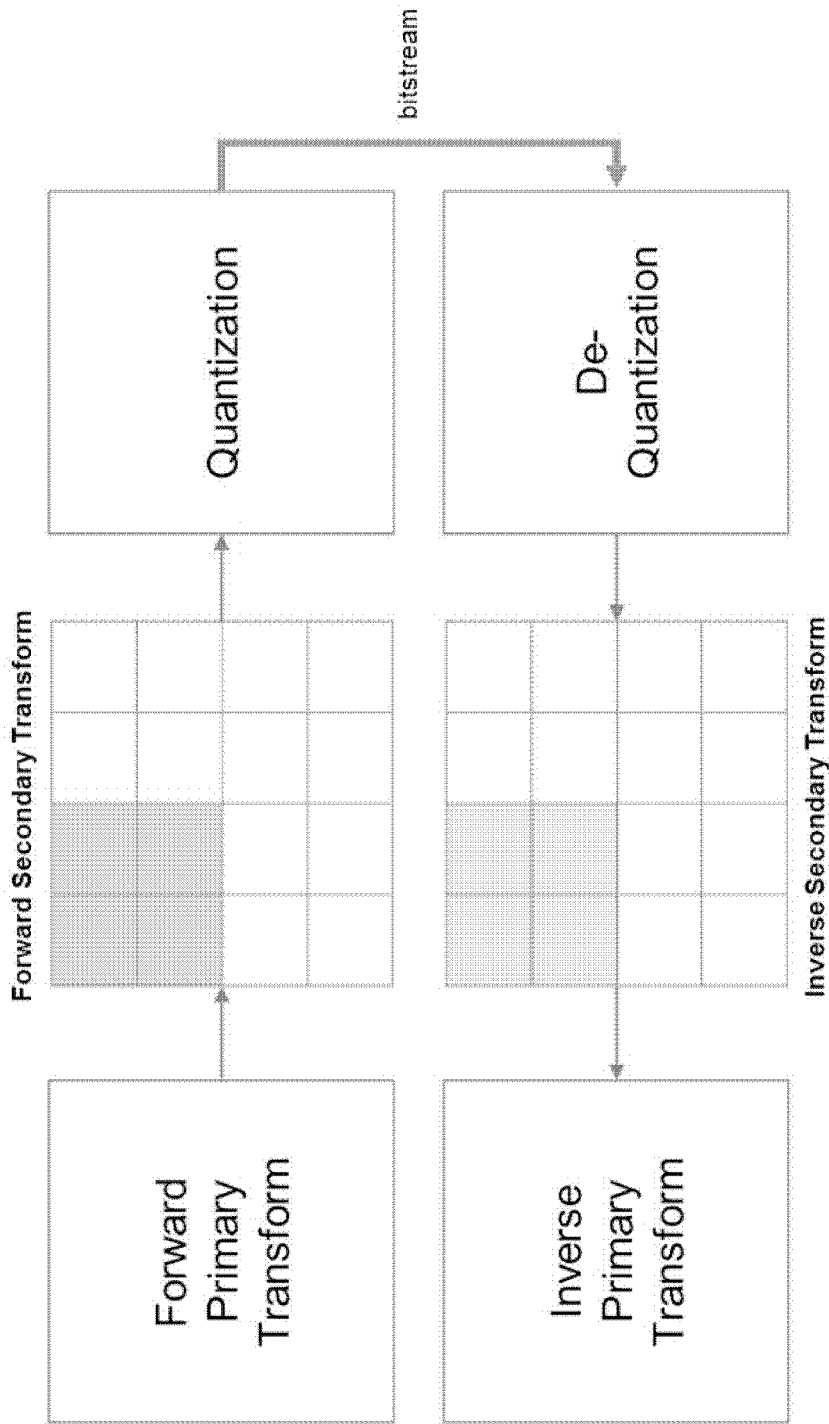 Forward Secondary Transform
Forward
Primary
Transform
Quantization
bitstream
Inverse
Primary
Transform
De-
Quantization
Inverse Secondary Transform